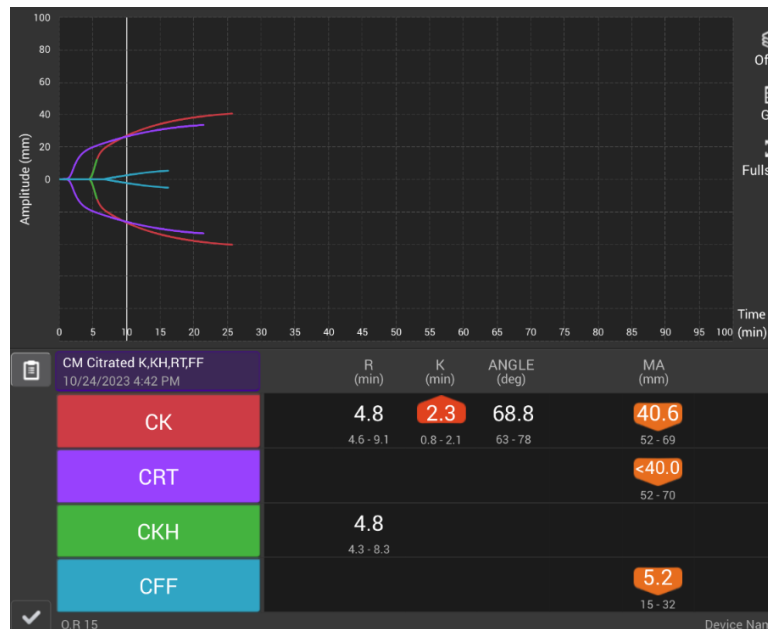 100
80
60
40
20
0
Amplitude (mm)
Time
(min)
0 5 10 15 20 25 30 35 40 45 50 55 60 65 70 75 80 85 90 95 100
CM Citrated K,KH,RT,FF
10/24/2023 4:42 PM
R K ANGLE MA
(min) (min) (deg) (mm)
CK 4.8 2.3 68.8 40.6
4.6 - 9.1 0.8 - 2.1 63 - 78 52 - 69
CRT <40.0
52 - 70
CKH 4.8
4.3 - 8.3
CFF 5.2
15 - 32
O.R 15